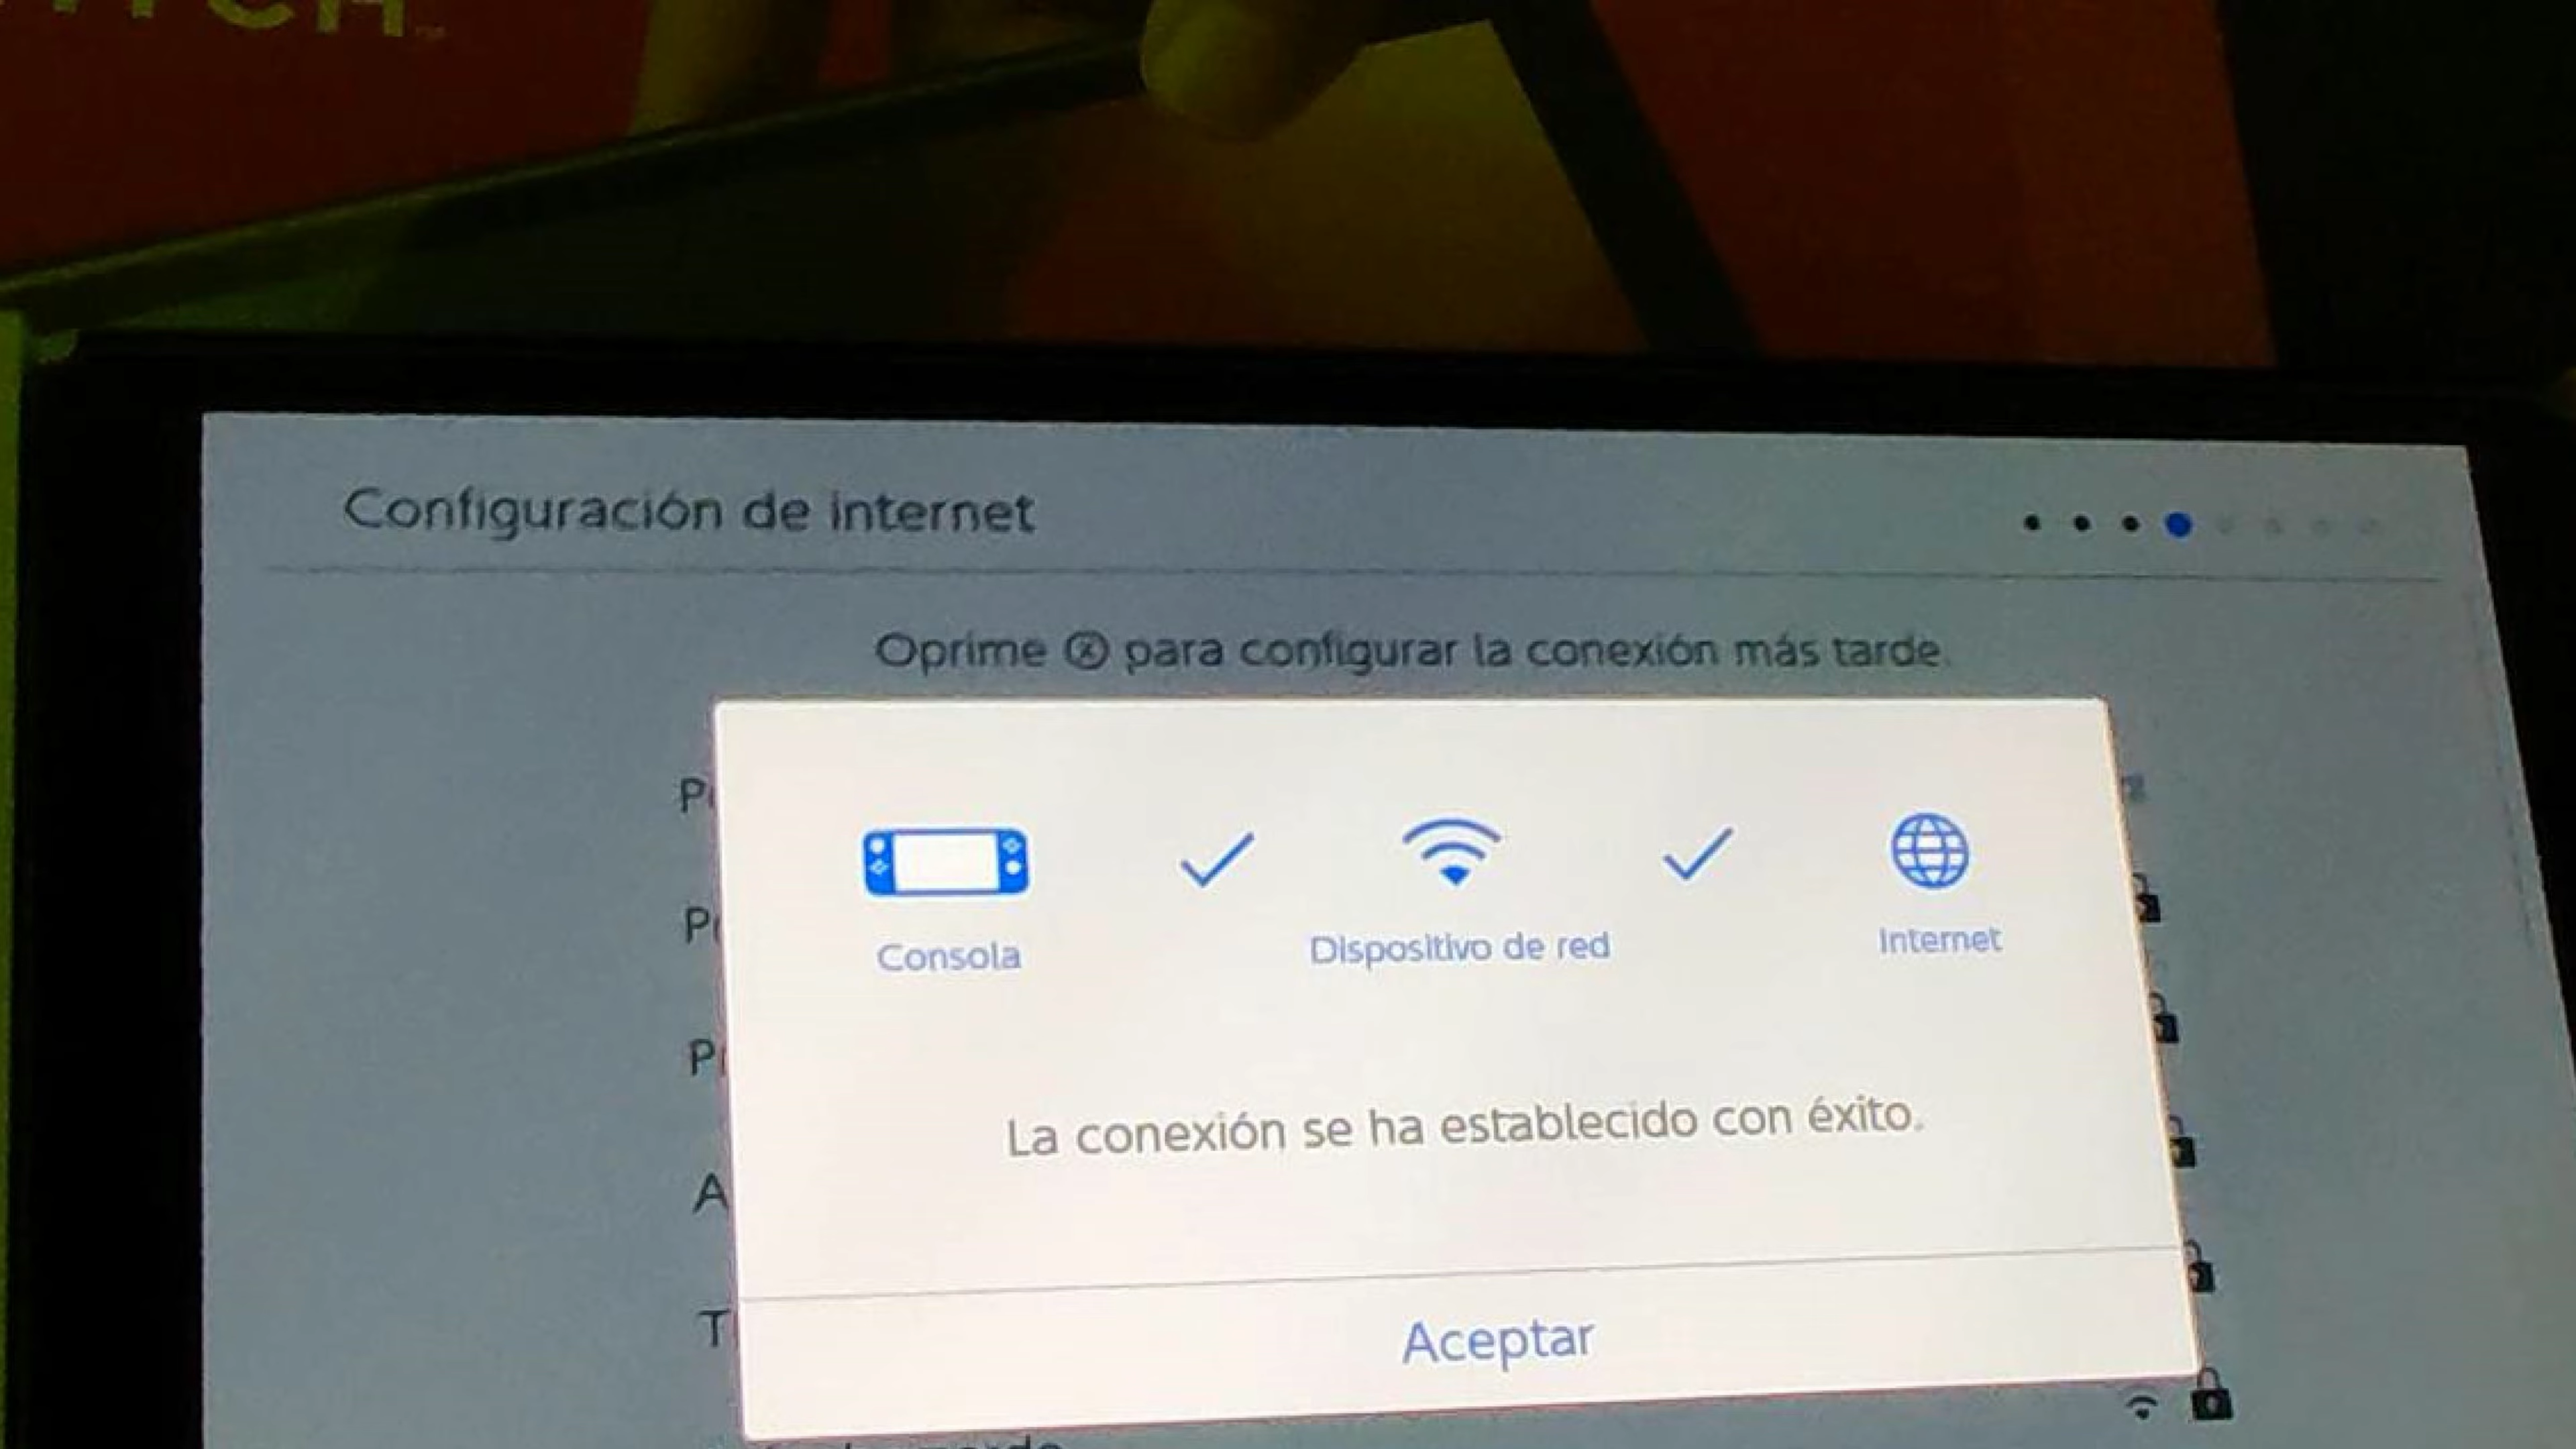 Configuración de internet
Oprime Ⓧ para configurar la conexión más tarde.
Consola
Dispositivo de red
Internet
La conexión se ha establecido con éxito.
Aceptar